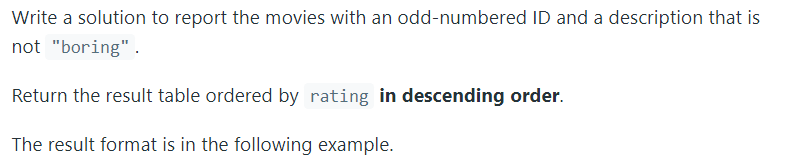 Write a solution to report the movies with an odd-numbered ID and a description that is
not "boring".
Return the result table ordered by rating in descending order.
The result format is in the following example.